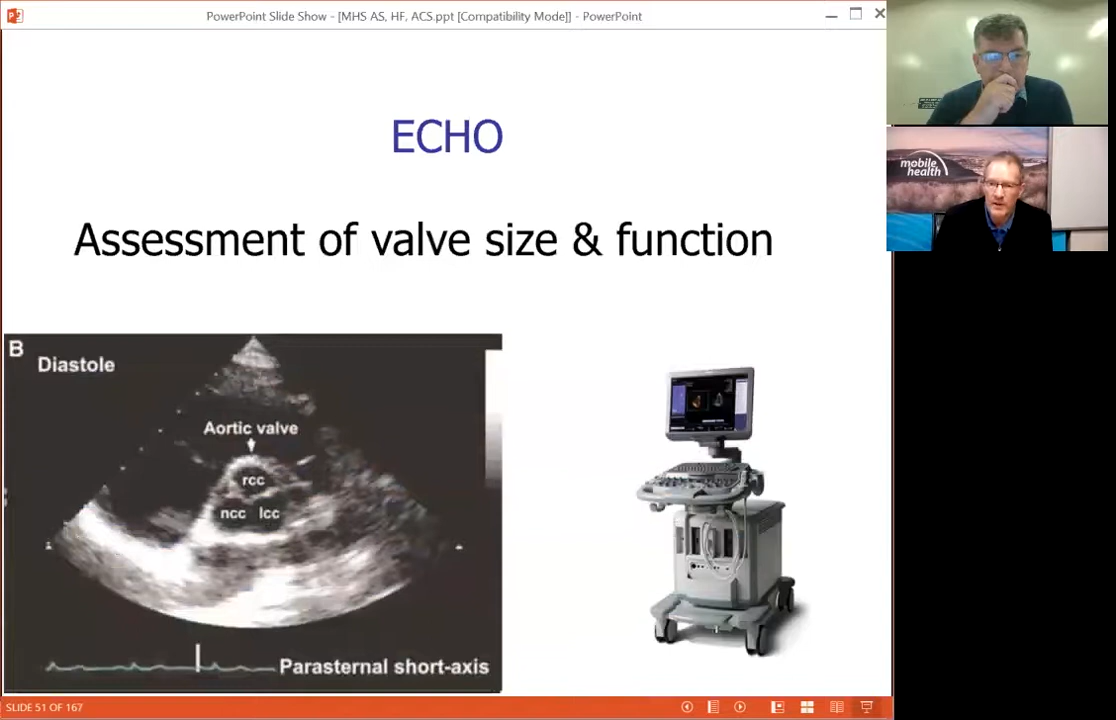 PowerPoint Slide Show - [MHS AS, HF, ACS.ppt [Compatibility Mode]] - PowerPoint
mobile
health
ECHO
Assessment of valve size & function
B
Diastole
Aortic valve
rcc
ncc lcc
Parasternal short-axis
SLIDE 51 OF 167